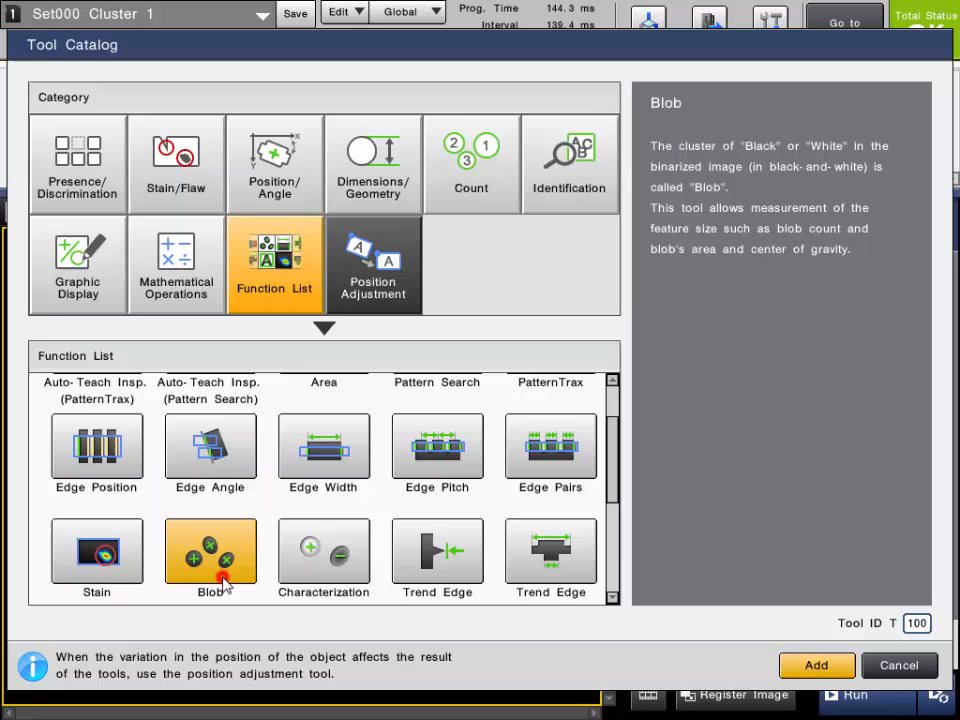 1 Set000 Cluster 1
Save
Edit
Global
Prog. Time 144.3 ms
Interval 139.4 ms
Go to
Total Status
Tool Catalog
Category
Presence/
Discrimination
Stain/Flaw
Position/
Angle
Dimensions/
Geometry
Count
Identification
Graphic
Display
Mathematical
Operations
Function List
Position
Adjustment
Function List
Auto-Teach Insp.
(PatternTrax)
Auto-Teach Insp.
(Pattern Search)
Area
Pattern Search
PatternTrax
Edge Position
Edge Angle
Edge Width
Edge Pitch
Edge Pairs
Stain
Blob
Characterization
Trend Edge
Trend Edge
Blob
The cluster of "Black" or "White" in the
binarized image (in black-and-white) is
called "Blob".
This tool allows measurement of the
feature size such as blob count and
blob's area and center of gravity.
Tool ID T 100
When the variation in the position of the object affects the result
of the tools, use the position adjustment tool.
Add
Cancel
Register Image
Run